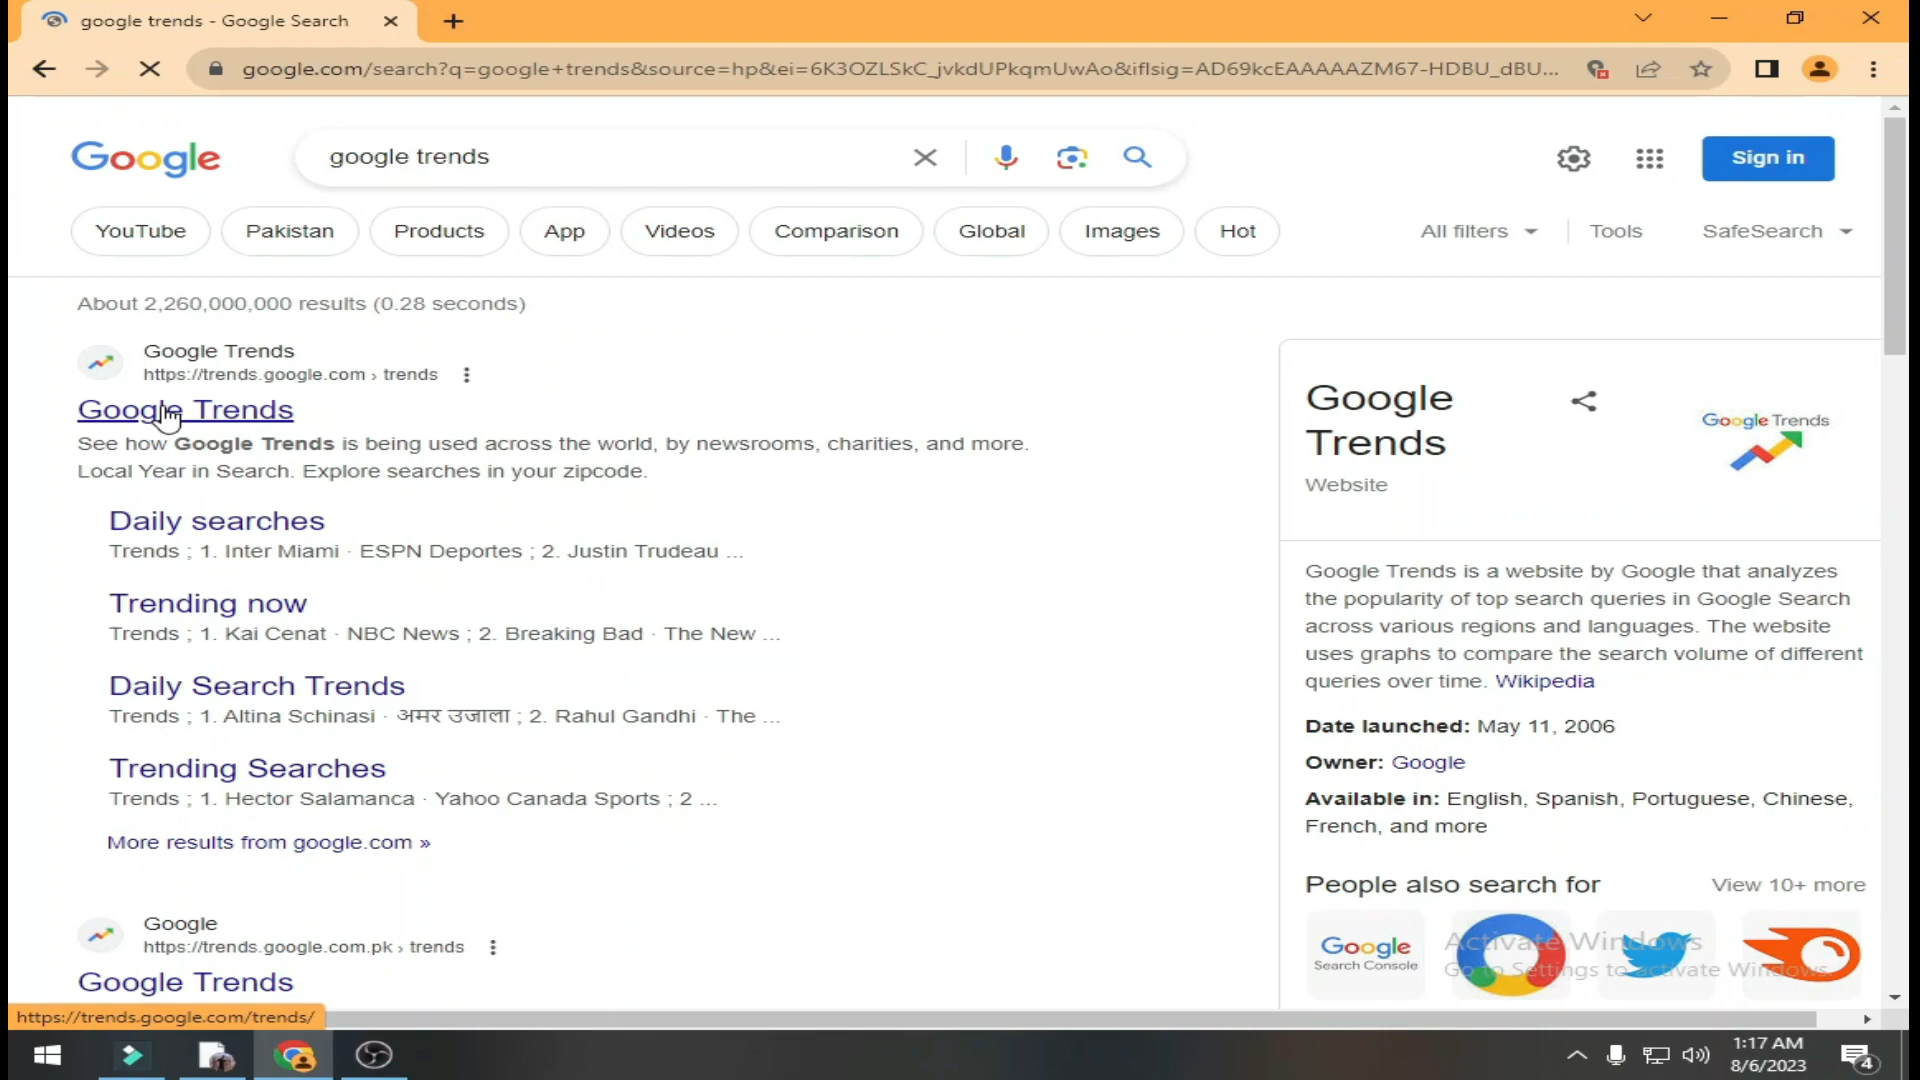 google trends - Google Search
google.com/search?q=google+trends&source=hp&ei=6K3OZLSkC_jvkdUPkqmUwAo&iflsig=AD69kcEAAAAAZM67-HDBU_dBU...
Google
google trends
Sign in
YouTube
Pakistan
Products
App
Videos
Comparison
Global
Images
Hot
All filters
Tools
SafeSearch
About 2,260,000,000 results (0.28 seconds)
Google Trends
https://trends.google.com › trends
Google Trends
See how Google Trends is being used across the world, by newsrooms, charities, and more.
Local Year in Search. Explore searches in your zipcode.
Daily searches
Trends ; 1. Inter Miami · ESPN Deportes ; 2. Justin Trudeau ...
Trending now
Trends ; 1. Kai Cenat · NBC News ; 2. Breaking Bad · The New ...
Daily Search Trends
Trends ; 1. Altina Schinasi · अमर उजाला ; 2. Rahul Gandhi · The ...
Trending Searches
Trends ; 1. Hector Salamanca · Yahoo Canada Sports ; 2 ...
More results from google.com »
Google
https://trends.google.com.pk › trends
Google Trends
Google
Trends
Website
Google Trends
Google Trends is a website by Google that analyzes
the popularity of top search queries in Google Search
across various regions and languages. The website
uses graphs to compare the search volume of different
queries over time. Wikipedia
Date launched: May 11, 2006
Owner: Google
Available in: English, Spanish, Portuguese, Chinese,
French, and more
People also search for
View 10+ more
Google
Search Console
Activate Windows
Go to Settings to activate Windows.
https://trends.google.com/trends/
1:17 AM
8/6/2023
4